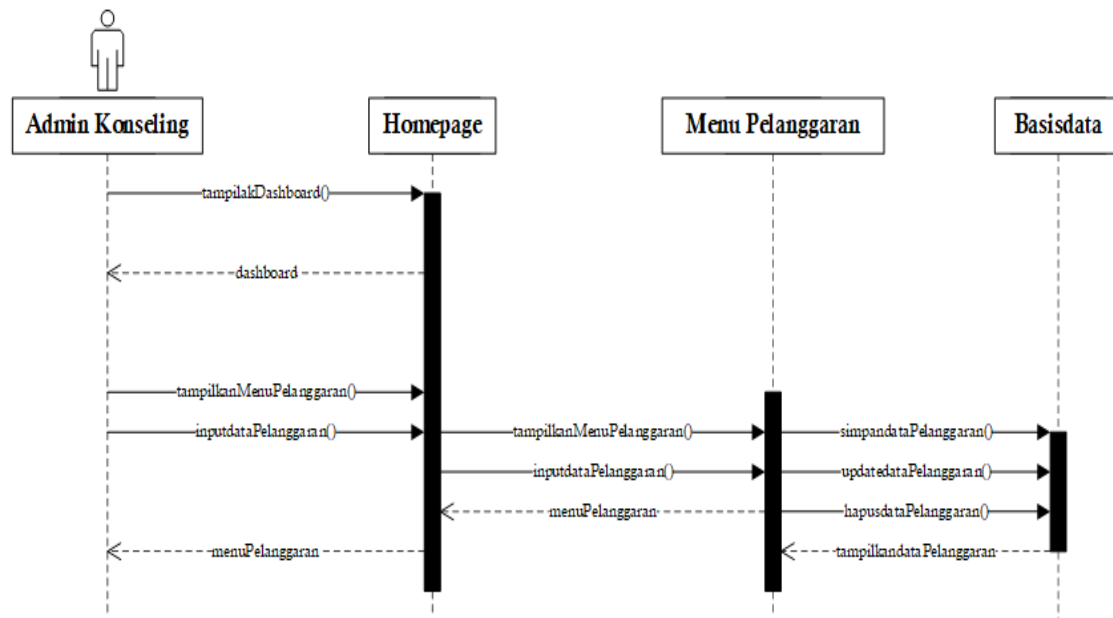 Admin Konseling
Homepage
Menu Pelanggaran
Basisdata
tampilakDashboard()
dashboard
tampilkanMenuPelanggaran()
inputdataPelanggaran()
tampilkanMenuPelanggaran()
simpandataPelanggaran()
inputdataPelanggaran()
updatedataPelanggaran()
menuPelanggaran
hapusdataPelanggaran()
menuPelanggaran
tampilkandataPelanggaran